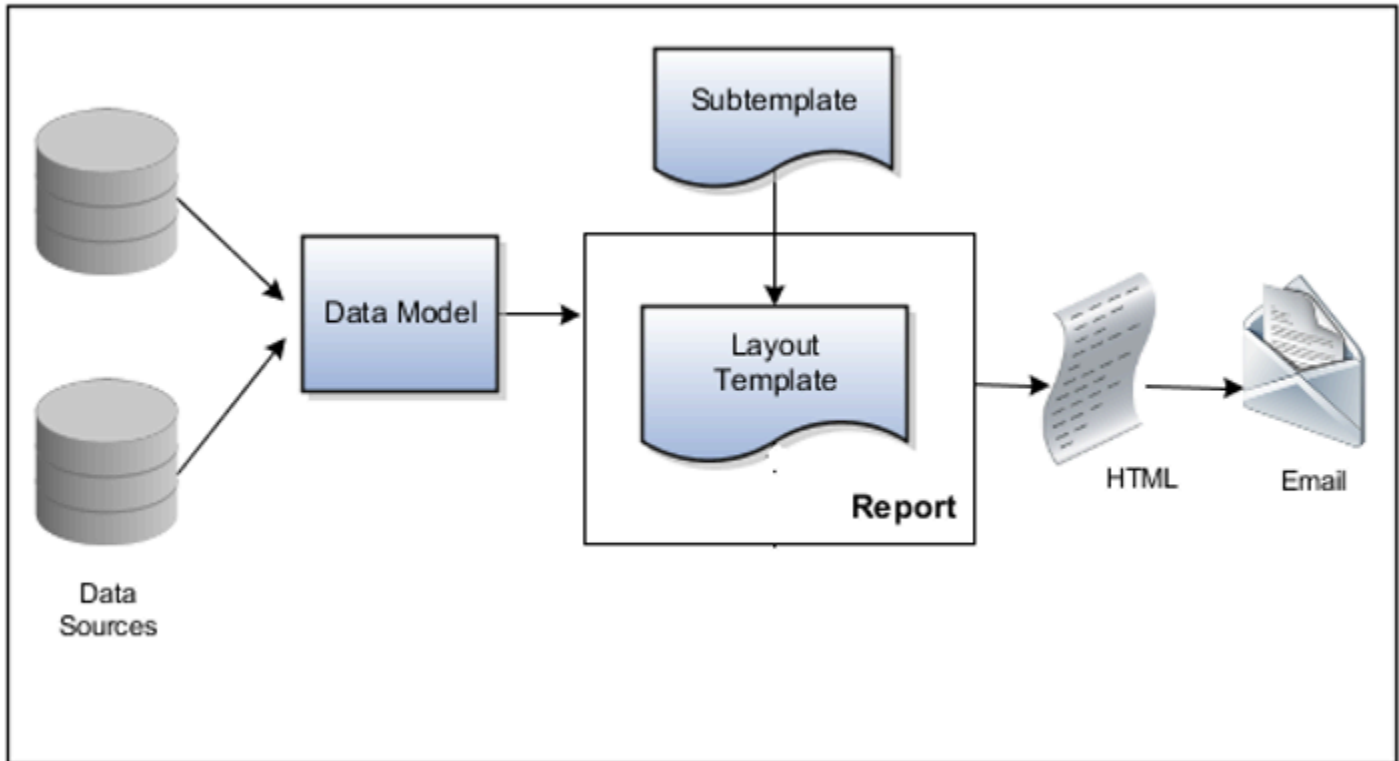 Subtemplate
Data Model
Layout
Template
Report
HTML
Email
Data
Sources